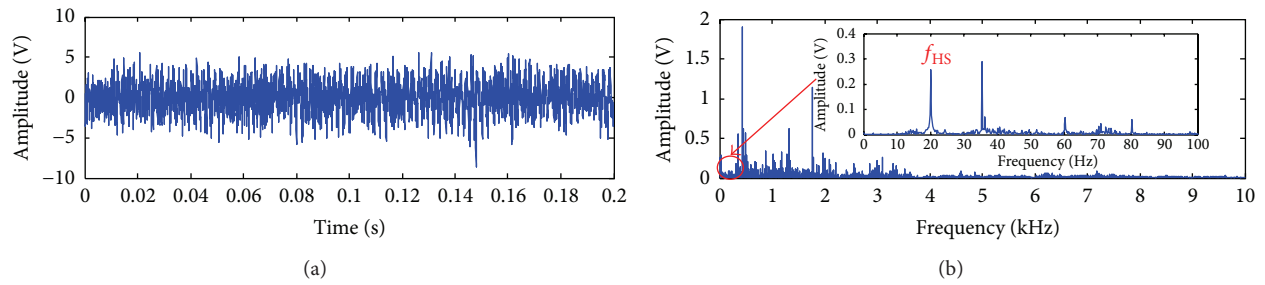 10
5
0
−5
−10
Amplitude (V)
0 0.02 0.04 0.06 0.08 0.1 0.12 0.14 0.16 0.18 0.2
Time (s)
(a)
2
1.5
1
0.5
0
Amplitude (V)
0 1 2 3 4 5 6 7 8 9 10
Frequency (kHz)
0.4
0.3
0.2
0.1
0
Amplitude (V)
fHS
0 10 20 30 40 50 60 70 80 90 100
Frequency (Hz)
(b)